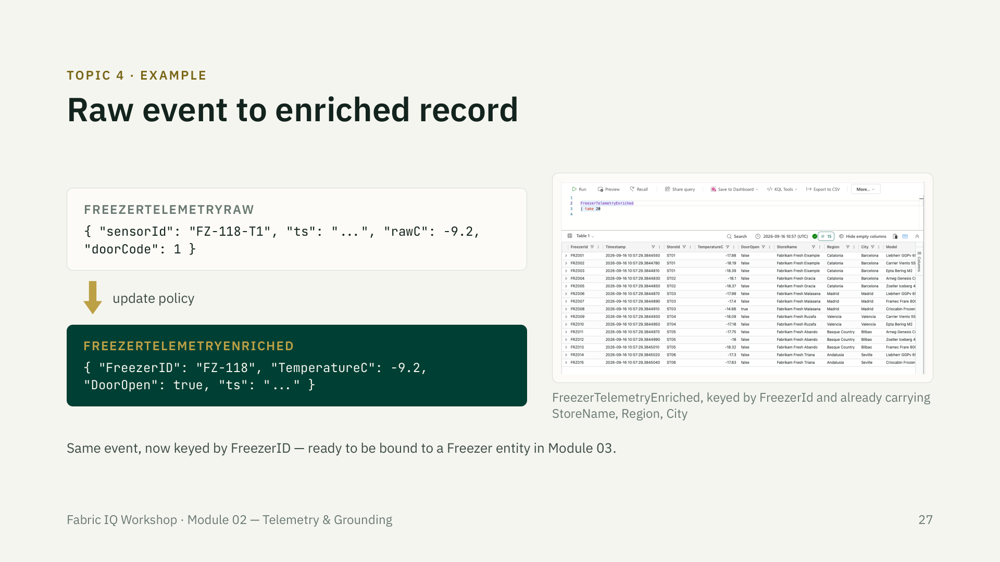 TOPIC 4 · EXAMPLE
Raw event to enriched record
FREEZERTELEMETRYRAW
{ "sensorId": "FZ-118-T1", "ts": "...", "rawC": -9.2,
"doorCode": 1 }
update policy
FREEZERTELEMETRYENRICHED
{ "FreezerID": "FZ-118", "TemperatureC": -9.2,
"DoorOpen": true, "ts": "..." }
Run Preview Recall Share query Save to Dashboard KQL Tools Export to CSV More...
1
2 FreezerTelemetryEnriched
3 | take 20
4
Table 1 Search 2026-09-16 10:57 (UTC) # 15 Hide empty columns
FreezerId Timestamp StoreId TemperatureC DoorOpen StoreName Region City Model
FRZ001 2026-09-16 10:57:29.3844550 ST01 -17.88 false Fabrikam Fresh Eixample Catalonia Barcelona Liebherr GGPv 65
FRZ002 2026-09-16 10:57:29.3844780 ST01 -18.19 false Fabrikam Fresh Eixample Catalonia Barcelona Carrier Viento 55
FRZ003 2026-09-16 10:57:29.3844810 ST01 -18.39 false Fabrikam Fresh Eixample Catalonia Barcelona Epta Bering M2
FRZ004 2026-09-16 10:57:29.3844830 ST02 -18.1 false Fabrikam Fresh Gracia Catalonia Barcelona Arneg Genesis
FRZ005 2026-09-16 10:57:29.3844850 ST02 -18.37 false Fabrikam Fresh Gracia Catalonia Barcelona Zoeller Iceberg 4
FRZ006 2026-09-16 10:57:29.3844870 ST03 -17.99 false Fabrikam Fresh Malasana Madrid Madrid Liebherr GGPv 65
FRZ007 2026-09-16 10:57:29.3844890 ST03 -17.4 false Fabrikam Fresh Malasana Madrid Madrid Framec Frare 800
FRZ008 2026-09-16 10:57:29.3844910 ST03 -14.66 true Fabrikam Fresh Malasana Madrid Madrid Criocabin Frozen
FRZ009 2026-09-16 10:57:29.3844930 ST04 -18.09 false Fabrikam Fresh Ruzafa Valencia Valencia Carrier Viento 55
FRZ010 2026-09-16 10:57:29.3844950 ST04 -17.18 false Fabrikam Fresh Ruzafa Valencia Valencia Epta Bering M2
FRZ011 2026-09-16 10:57:29.3844970 ST05 -17.75 false Fabrikam Fresh Abando Basque Country Bilbao Arneg Genesis
FRZ012 2026-09-16 10:57:29.3844990 ST05 -18 false Fabrikam Fresh Abando Basque Country Bilbao Zoeller Iceberg 4
FRZ013 2026-09-16 10:57:29.3845010 ST05 -18.32 false Fabrikam Fresh Abando Basque Country Bilbao Framec Frare 800
FRZ014 2026-09-16 10:57:29.3845020 ST06 -17.3 false Fabrikam Fresh Triana Andalusia Seville Liebherr GGPv 65
FRZ015 2026-09-16 10:57:29.3845040 ST06 -17.83 false Fabrikam Fresh Triana Andalusia Seville Criocabin Frozen
Columns
FreezerTelemetryEnriched, keyed by FreezerId and already carrying
StoreName, Region, City
Same event, now keyed by FreezerID — ready to be bound to a Freezer entity in Module 03.
Fabric IQ Workshop · Module 02 — Telemetry & Grounding
27